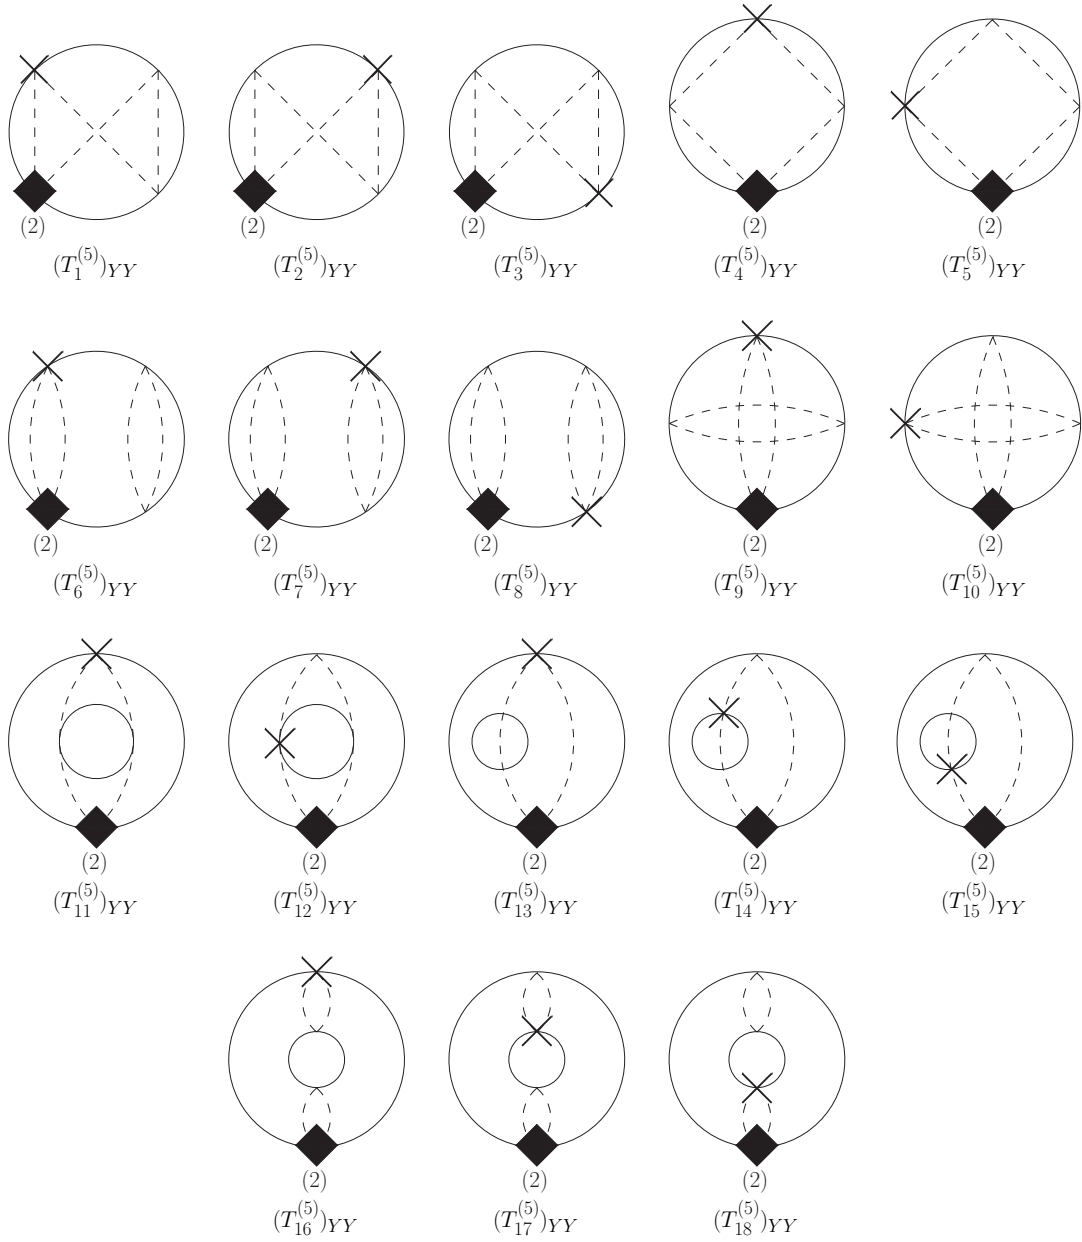 (2) (2) (2) (2) (2)
(T_1^{(5)})_{YY} (T_2^{(5)})_{YY} (T_3^{(5)})_{YY} (T_4^{(5)})_{YY} (T_5^{(5)})_{YY}
(2) (2) (2) (2) (2)
(T_6^{(5)})_{YY} (T_7^{(5)})_{YY} (T_8^{(5)})_{YY} (T_9^{(5)})_{YY} (T_{10}^{(5)})_{YY}
(2) (2) (2) (2) (2)
(T_{11}^{(5)})_{YY} (T_{12}^{(5)})_{YY} (T_{13}^{(5)})_{YY} (T_{14}^{(5)})_{YY} (T_{15}^{(5)})_{YY}
(2) (2) (2)
(T_{16}^{(5)})_{YY} (T_{17}^{(5)})_{YY} (T_{18}^{(5)})_{YY}